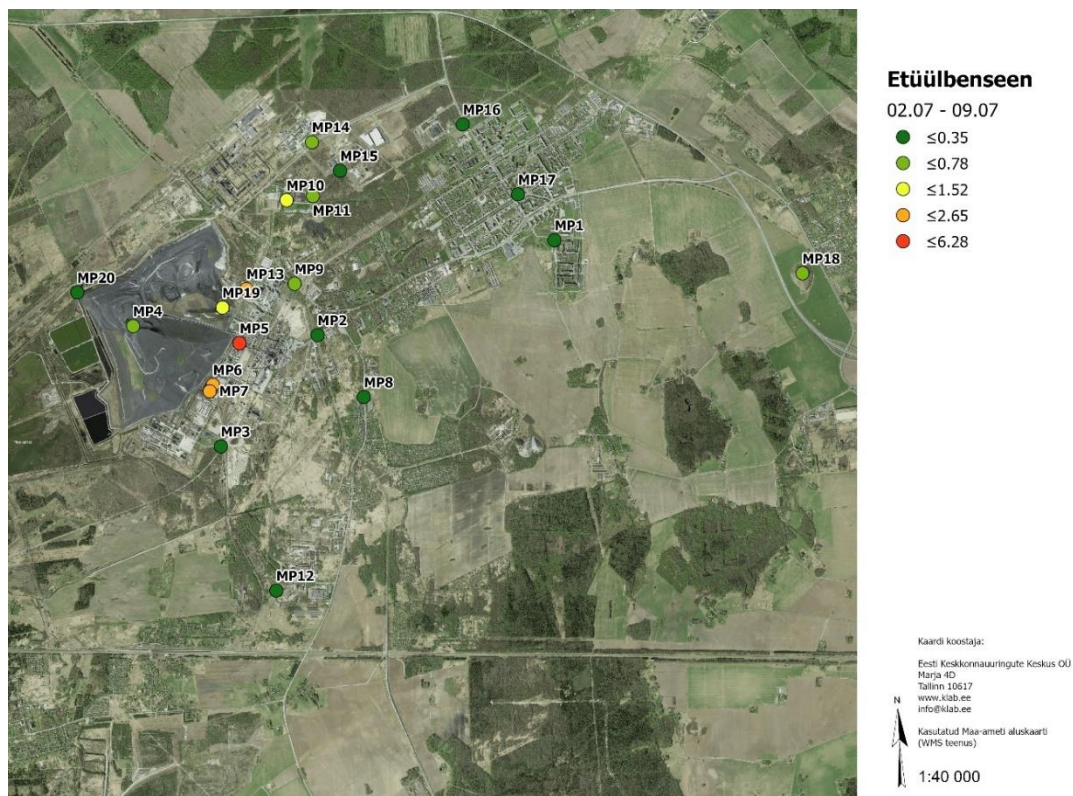 Etüülbenseen
02.07 - 09.07
≤0.35
≤0.78
≤1.52
≤2.65
≤6.28
MP16
MP14
MP15
MP17
MP10
MP11
MP1
MP18
MP9
MP13
MP20
MP19
MP4
MP5
MP2
MP6
MP7
MP8
MP3
MP12
Kaardi koostaja:
Eesti Keskkonnauuringute Keskus OÜ
Marja 4D
Tallinn 10617
www.klab.ee
info@klab.ee
N
Kasutatud Maa-ameti aluskaarti
(WMS teenus)
1:40 000